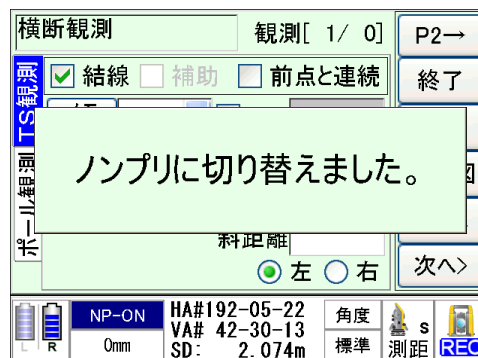 横断観測
観測[ 1/ 0]
P2→
TS観測
結線
補助
前点と連続
終了
ノンプリに切り替えました。
ポール観測
斜距離
左
右
次へ>
L R
NP-ON
0mm
HA#192-05-22
VA# 42-30-13
SD: 2.074m
角度
標準
s
測距
REC